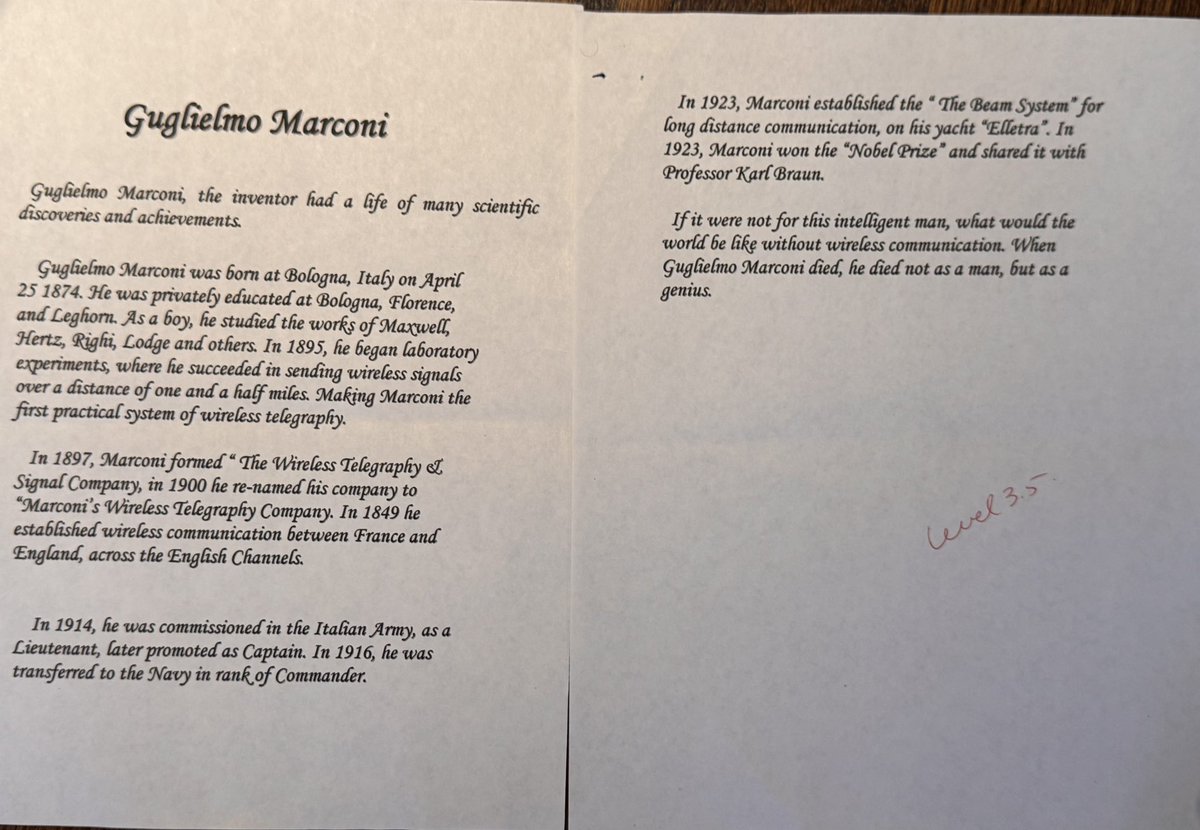 Guglielmo Marconi
Guglielmo Marconi, the inventor had a life of many scientific
discoveries and achievements.
Guglielmo Marconi was born at Bologna, Italy on April
25 1874. He was privately educated at Bologna, Florence,
and Leghorn. As a boy, he studied the works of Maxwell,
Hertz, Righi, Lodge and others. In 1895, he began laboratory
experiments, where he succeeded in sending wireless signals
over a distance of one and a half miles. Making Marconi the
first practical system of wireless telegraphy.
In 1897, Marconi formed “ The Wireless Telegraphy &
Signal Company, in 1900 he re-named his company to
“Marconi’s Wireless Telegraphy Company. In 1849 he
established wireless communication between France and
England, across the English Channels.
In 1914, he was commissioned in the Italian Army, as a
Lieutenant, later promoted as Captain. In 1916, he was
transferred to the Navy in rank of Commander.
In 1923, Marconi established the “ The Beam System” for
long distance communication, on his yacht “Elletra”. In
1923, Marconi won the “Nobel Prize” and shared it with
Professor Karl Braun.
If it were not for this intelligent man, what would the
world be like without wireless communication. When
Guglielmo Marconi died, he died not as a man, but as a
genius.
Level 3.5